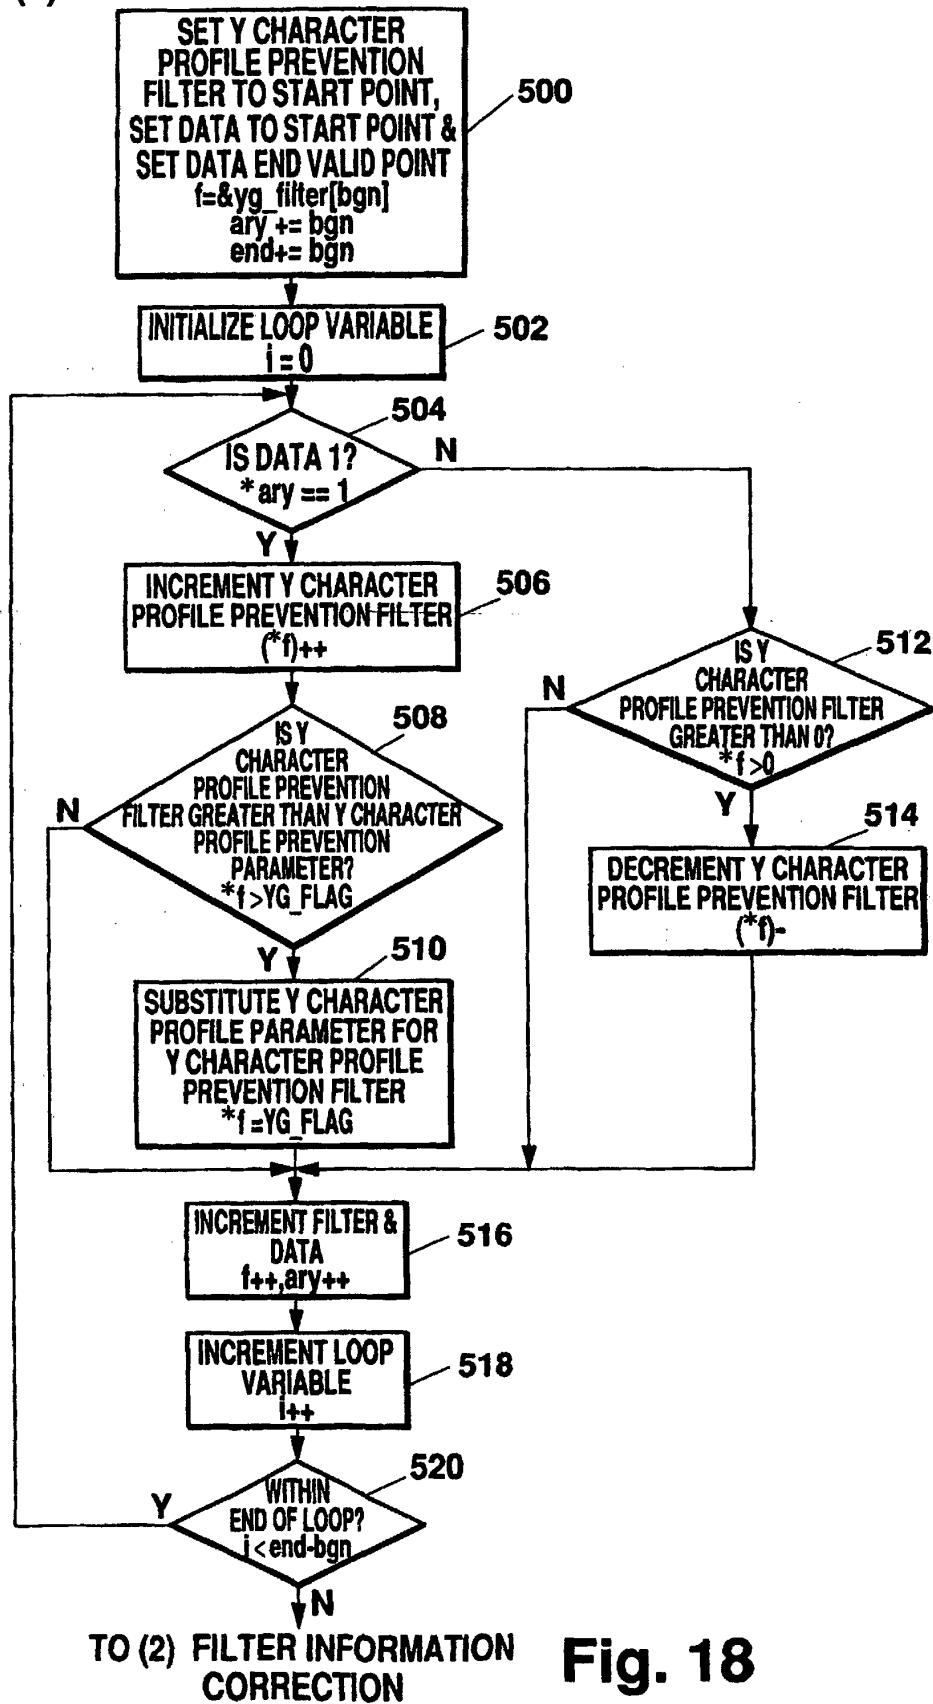 SET Y CHARACTER
PROFILE PREVENTION
FILTER TO START POINT,
SET DATA TO START POINT &
SET DATA END VALID POINT
f=&yg_filter[bgn]
ary += bgn
end+= bgn
500
INITIALIZE LOOP VARIABLE
i = 0
502
504
IS DATA 1?
*ary == 1
N
Y
INCREMENT Y CHARACTER
PROFILE PREVENTION FILTER
(*f)++
506
508
IS Y
CHARACTER
PROFILE PREVENTION
FILTER GREATER THAN Y CHARACTER
PROFILE PREVENTION
PARAMETER?
*f>YG_FLAG
N
Y
512
IS Y
CHARACTER
PROFILE PREVENTION FILTER
GREATER THAN 0?
*f>0
N
Y
514
DECREMENT Y CHARACTER
PROFILE PREVENTION FILTER
(*f)-
510
SUBSTITUTE Y CHARACTER
PROFILE PARAMETER FOR
Y CHARACTER PROFILE
PREVENTION FILTER
*f=YG_FLAG
INCREMENT FILTER &
DATA
f++,ary++
516
INCREMENT LOOP
VARIABLE
i++
518
520
WITHIN
END OF LOOP?
i<end-bgn
Y
N
TO (2) FILTER INFORMATION
CORRECTION
Fig. 18